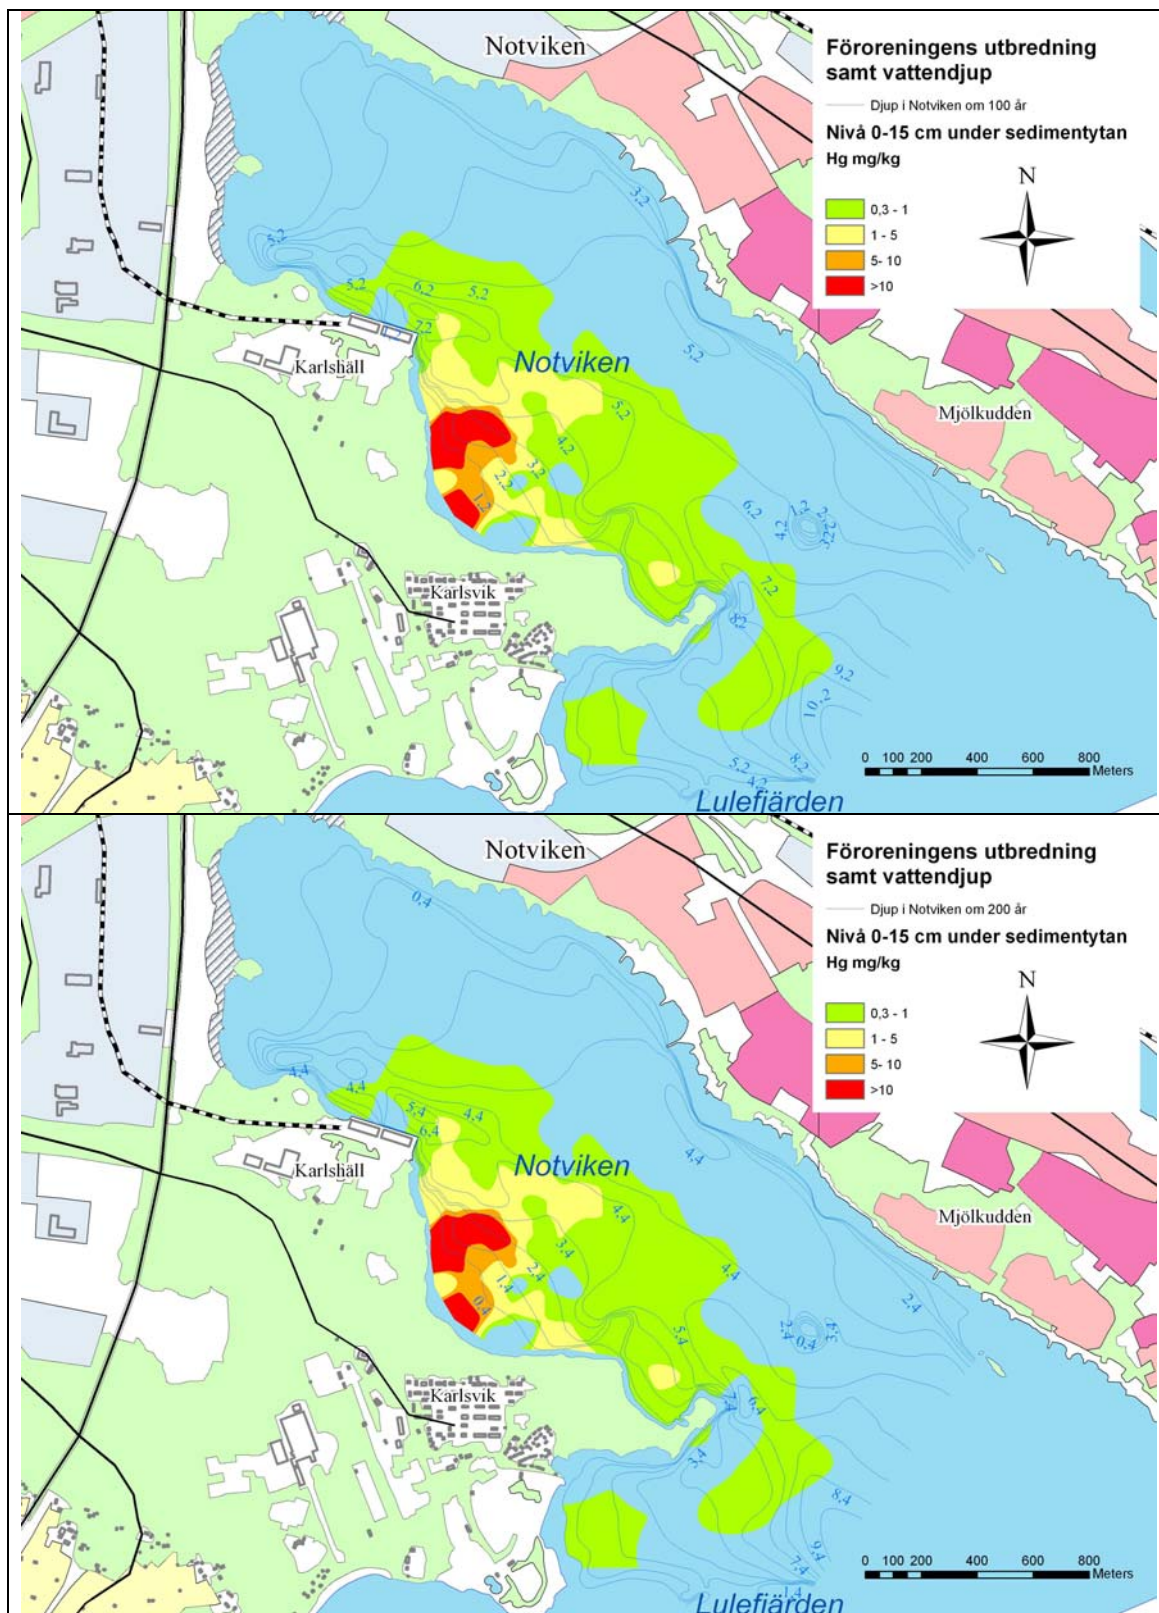 Notviken
Föroreningens utbredning
samt vattendjup
Djup i Notviken om 100 år
Nivå 0-15 cm under sedimentytan
Hg mg/kg
N
0,3 - 1
1 - 5
5- 10
>10
3,2
5,2
5,2
6,2
5,2
7,2
5,2
Karlshäll
Notviken
5,2
Mjölkudden
4,2
3,2
2,2
1,2
6,2
4,2
1,2
2,2
3,2
7,2
Karlsvik
8,2
9,2
10,2
8,2
5,2
4,2
0 100 200 400 600 800
Meters
Lulefjärden
Notviken
Föroreningens utbredning
samt vattendjup
Djup i Notviken om 200 år
Nivå 0-15 cm under sedimentytan
Hg mg/kg
N
0,3 - 1
1 - 5
5- 10
>10
0,4
4,4
4,4
5,4
4,4
6,4
4,4
Karlshäll
Notviken
4,4
Mjölkudden
3,4
2,4
1,4
0,4
4,4
2,4
5,4
2,4
0,4
3,4
Karlsvik
7,4
6,4
3,4
8,4
9,4
7,4
1,4
0 100 200 400 600 800
Meters
Lulefjärden